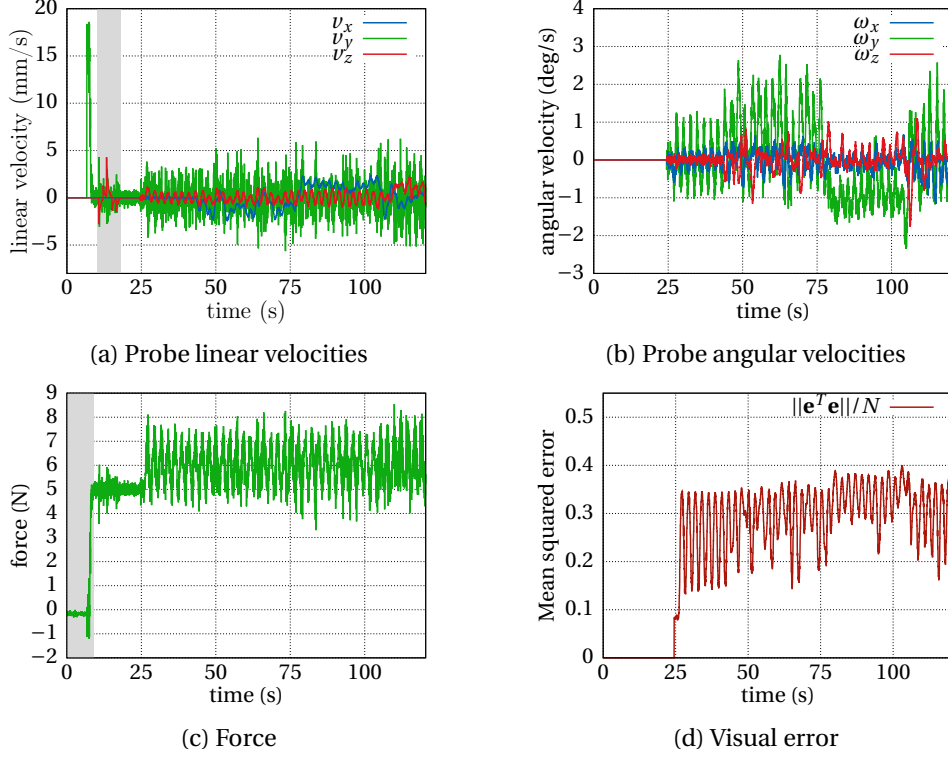 20
15
10
5
0
−5
linear velocity (mm/s)
v_x
v_y
v_z
0 25 50 75 100
time (s)
(a) Probe linear velocities
4
3
2
1
0
−1
−2
−3
angular velocity (deg/s)
ω_x
ω_y
ω_z
0 25 50 75 100
time (s)
(b) Probe angular velocities
9
8
7
6
5
4
3
2
1
0
−1
−2
force (N)
0 25 50 75 100
time (s)
(c) Force
0.5
0.4
0.3
0.2
0.1
0
Mean squared error
||e^T e||/N
0 25 50 75 100
time (s)
(d) Visual error